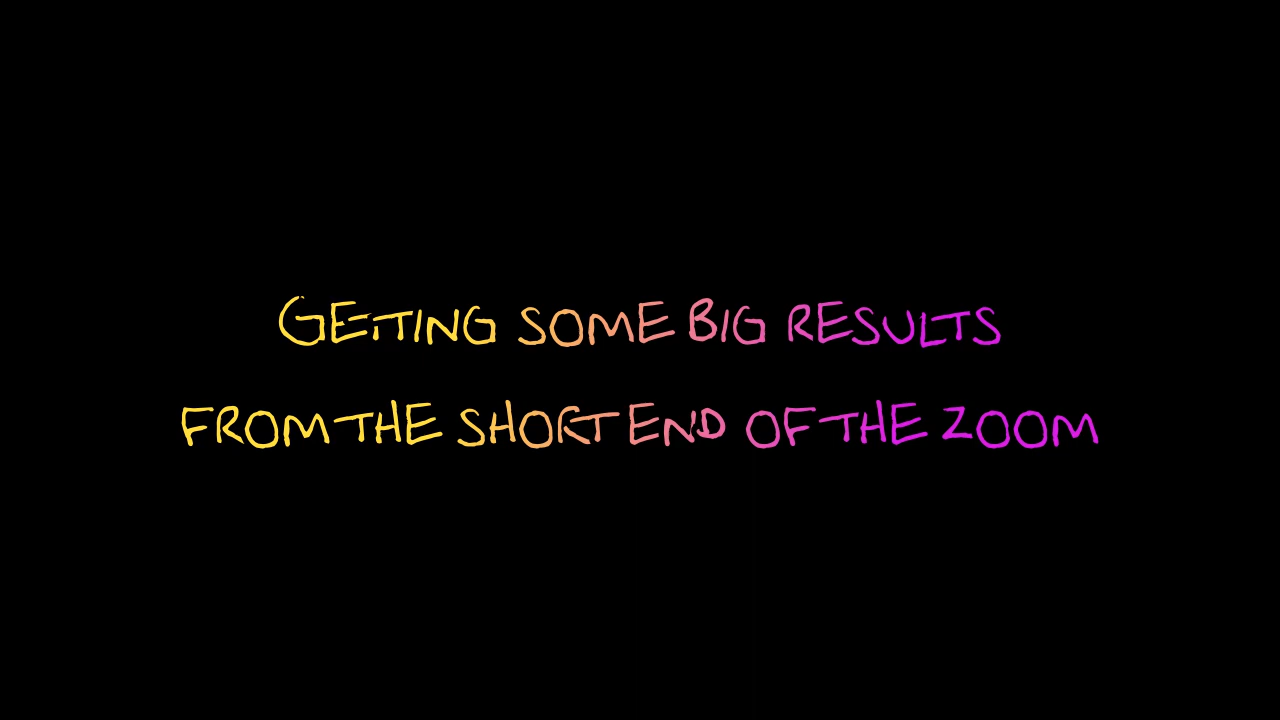 GETTING SOME BIG RESULTS
FROM THE SHORT END OF THE ZOOM